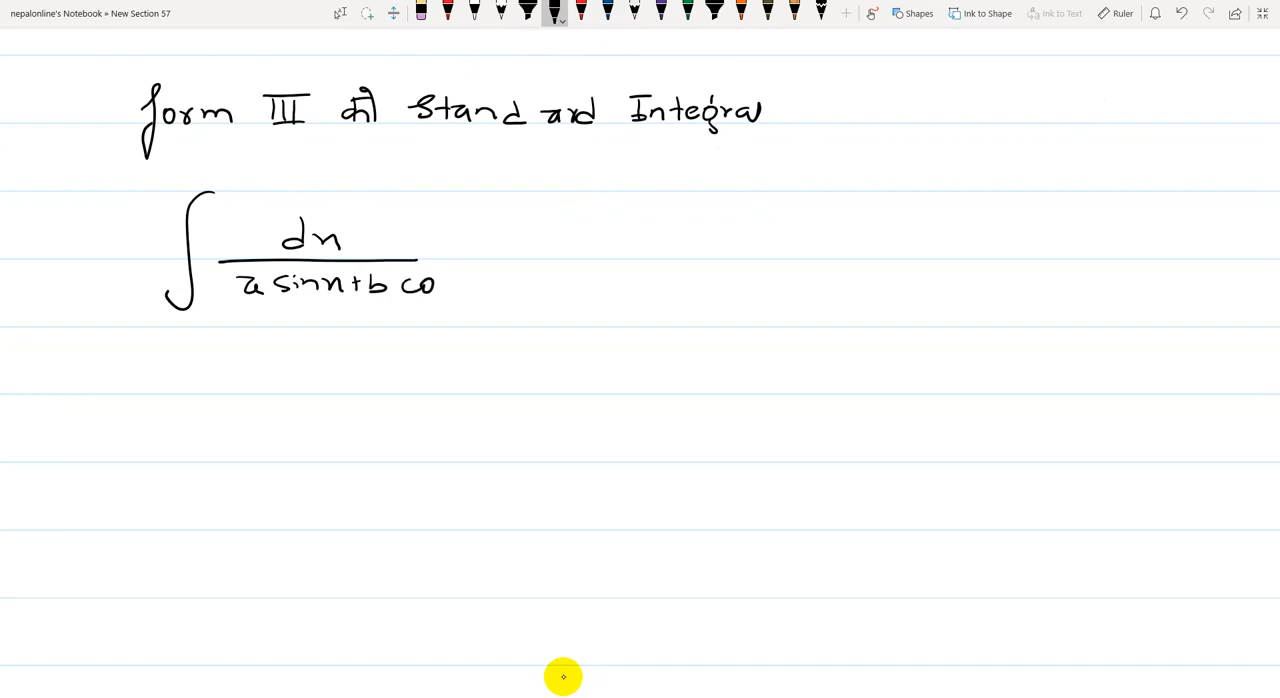 nepalonline's Notebook » New Section 57
Shapes Ink to Shape Ink to Text Ruler
Form III को Standard Integra
∫ dx
a sinx + b co